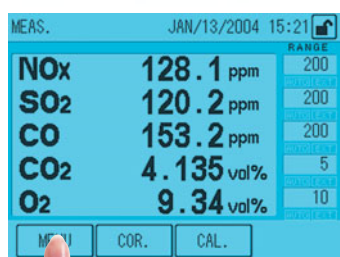 MEAS. JAN/13/2004 15:21
RANGE
NOx 128.1 ppm 200
SO2 120.2 ppm 200
CO 153.2 ppm 200
CO2 4.135 vol% 5
O2 9.34 vol% 10
COR. CAL.